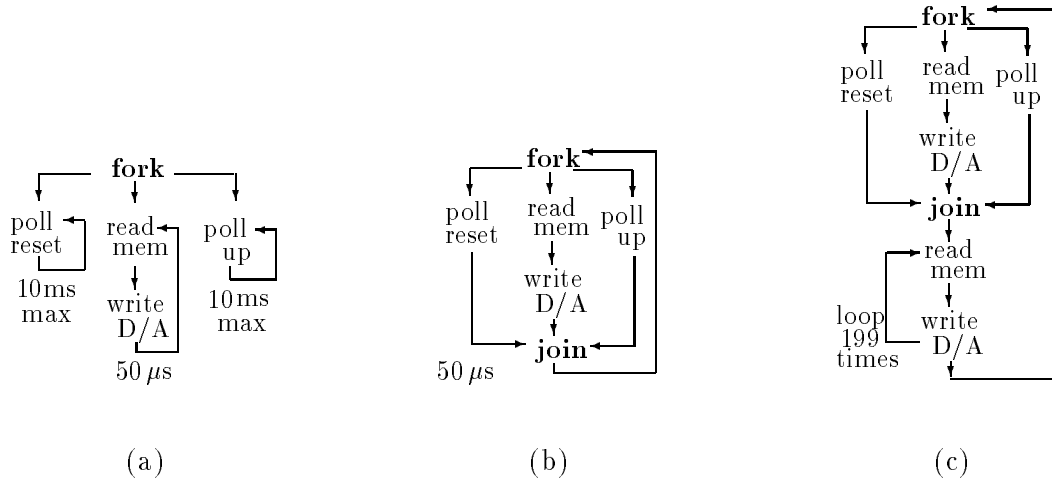 fork
poll
reset
10ms
max
read
mem
write
D/A
50 μs
poll
up
10ms
max
(a)
fork
poll
reset
read
mem
write
D/A
poll
up
join
50 μs
(b)
fork
poll
reset
read
mem
write
D/A
poll
up
join
read
mem
write
D/A
loop
199
times
(c)